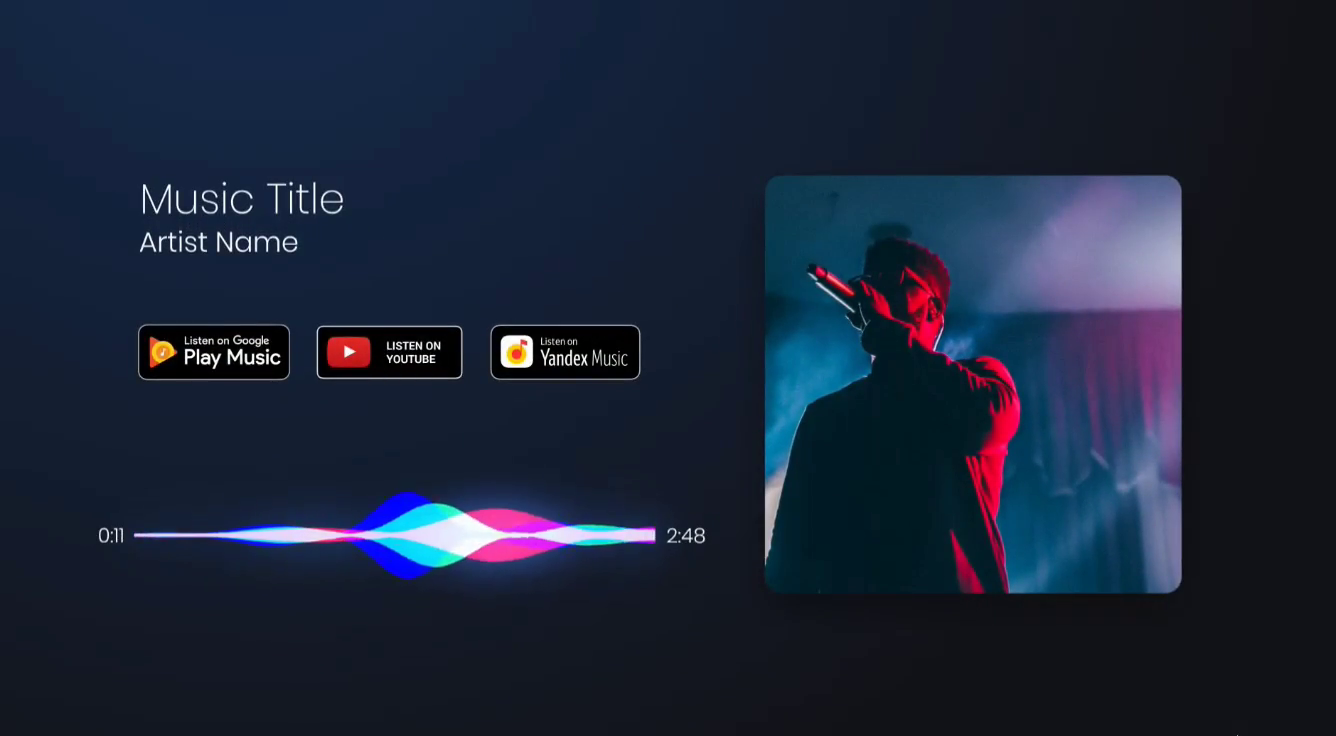 Music Title
Artist Name
Listen on Google
Play Music
LISTEN ON
YOUTUBE
Listen on
Yandex Music
0:11
2:48